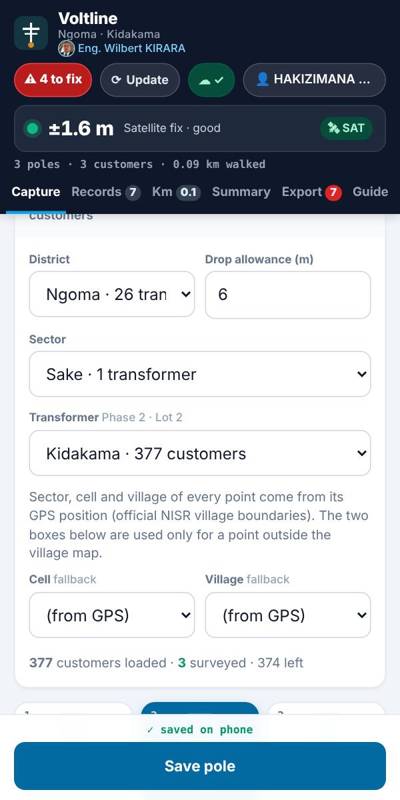 Voltline
Ngoma · Kidakama
Eng. Wilbert KIRARA
4 to fix
Update
HAKIZIMANA ...
±1.6 m Satellite fix · good SAT
3 poles · 3 customers · 0.09 km walked
Capture Records 7 Km 0.1 Summary Export 7 Guide
customers
District Drop allowance (m)
Ngoma · 26 tran 6
Sector
Sake · 1 transformer
Transformer Phase 2 · Lot 2
Kidakama · 377 customers
Sector, cell and village of every point come from its
GPS position (official NISR village boundaries). The two
boxes below are used only for a point outside the
village map.
Cell fallback Village fallback
(from GPS) (from GPS)
377 customers loaded · 3 surveyed · 374 left
✓ saved on phone
Save pole